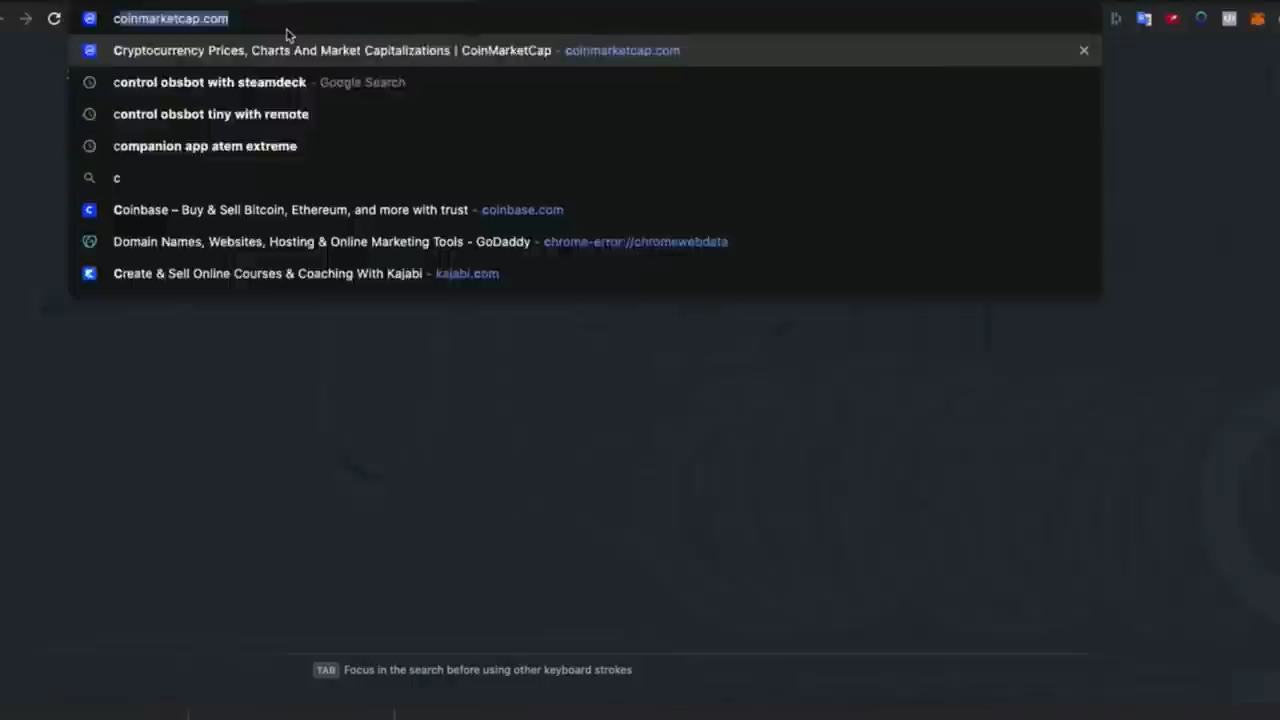 coinmarketcap.com
Cryptocurrency Prices, Charts And Market Capitalizations | CoinMarketCap - coinmarketcap.com
control obsbot with steamdeck - Google Search
control obsbot tiny with remote
companion app atem extreme
c
Coinbase – Buy & Sell Bitcoin, Ethereum, and more with trust - coinbase.com
Domain Names, Websites, Hosting & Online Marketing Tools - GoDaddy - chrome-error://chromewebdata
Create & Sell Online Courses & Coaching With Kajabi - kajabi.com
TAB Focus in the search before using other keyboard strokes